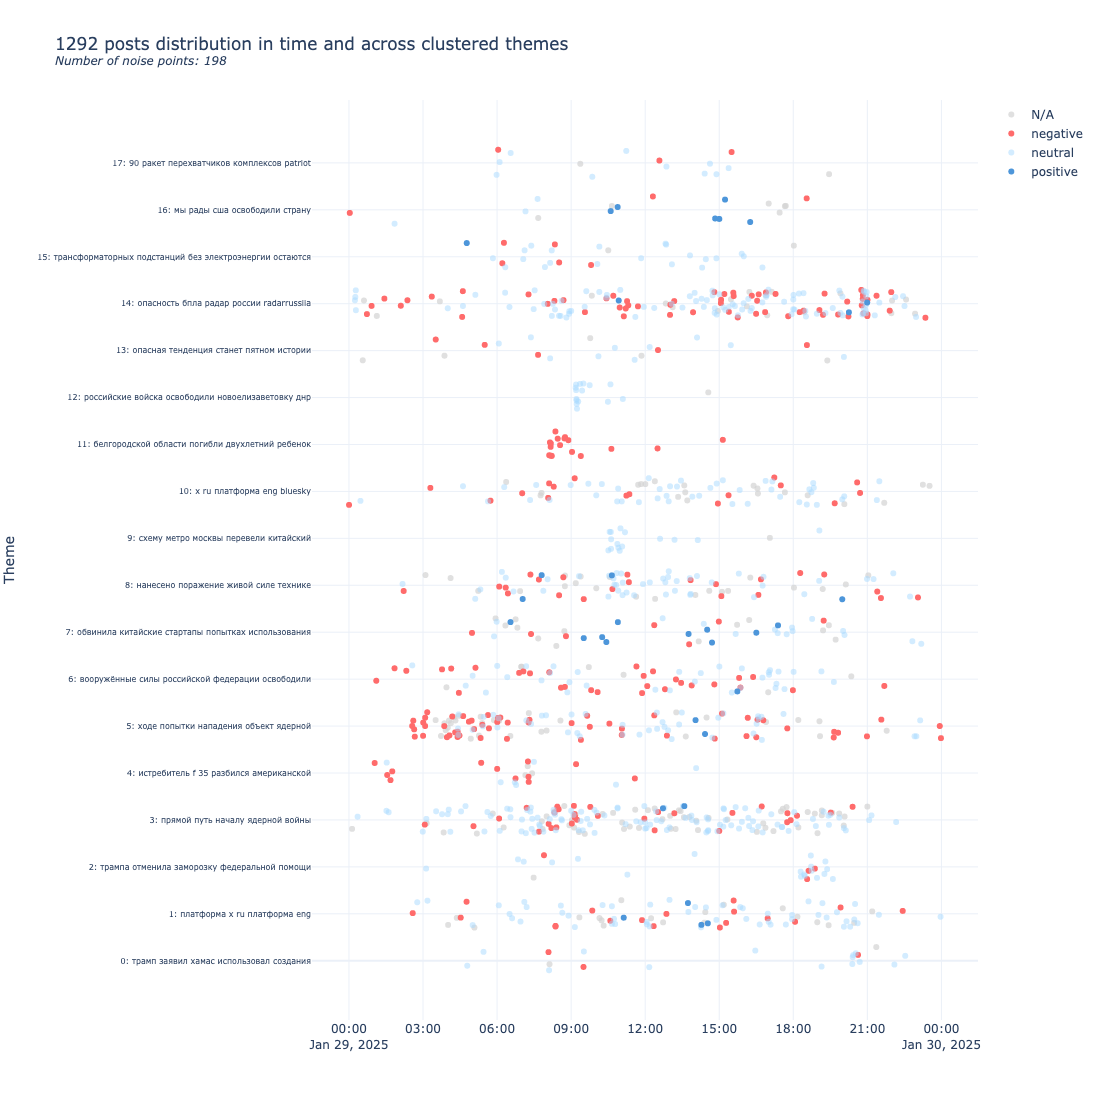 1292 posts distribution in time and across clustered themes
Number of noise points: 198
N/A
negative
neutral
positive
Theme
17: 90 ракет перехватчиков комплексов patriot
16: мы рады сша освободили страну
15: трансформаторных подстанций без электроэнергии остаются
14: опасность бпла радар россии radarrussiia
13: опасная тенденция станет пятном истории
12: российские войска освободили новоелизаветовку днр
11: белгородской области погибли двухлетний ребенок
10: x ru платформа eng bluesky
9: схему метро москвы перевели китайский
8: нанесено поражение живой силе технике
7: обвинила китайские стартапы попытках использования
6: вооружённые силы российской федерации освободили
5: ходе попытки нападения объект ядерной
4: истребитель f 35 разбился американской
3: прямой путь началу ядерной войны
2: трампа отменила заморозку федеральной помощи
1: платформа x ru платформа eng
0: трамп заявил хамас использовал создания
00:00 03:00 06:00 09:00 12:00 15:00 18:00 21:00 00:00
Jan 29, 2025 Jan 30, 2025